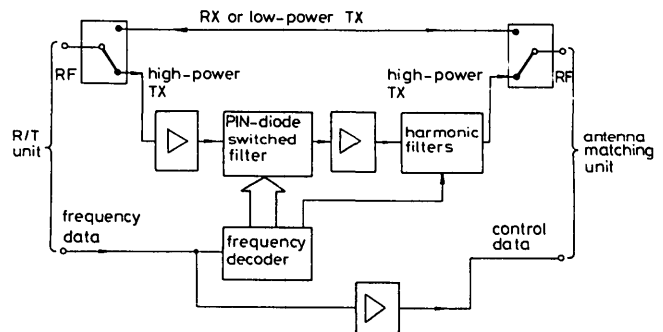 RX or low-power TX
RF
high-power
TX
high-power
TX
RF
R/T
unit
PIN-diode
switched
filter
harmonic
filters
antenna
matching
unit
frequency
data
frequency
decoder
control
data